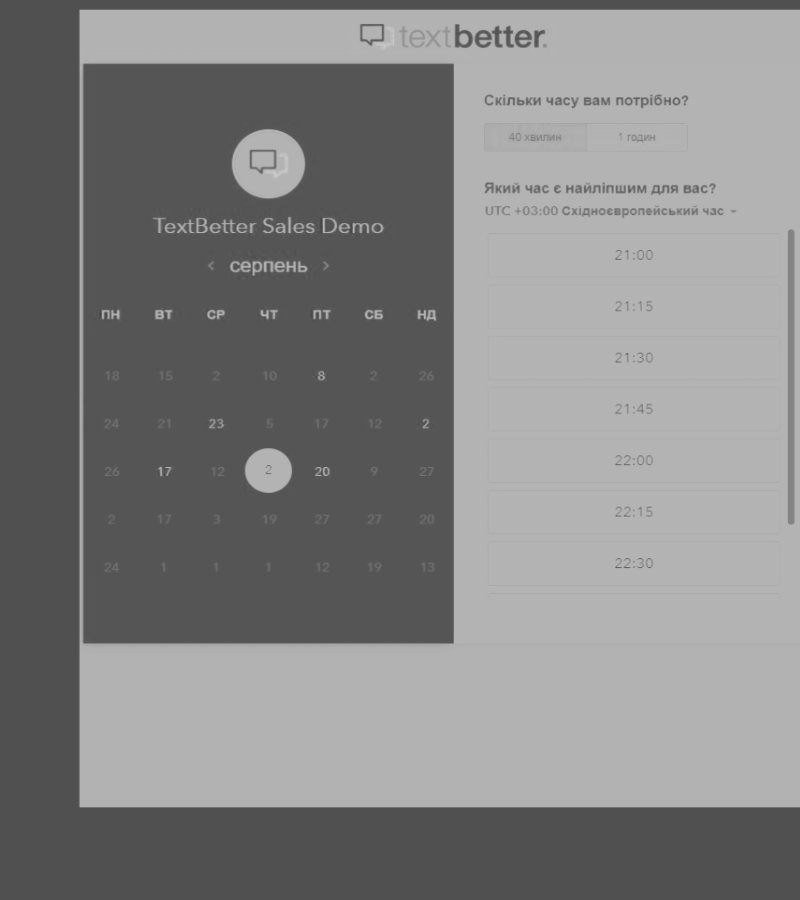 textbetter.
TextBetter Sales Demo
< серпень >
ПН ВТ СР ЧТ ПТ СБ НД
18 15 2 10 8 2 26
24 21 23 5 17 12 2
26 17 12 2 20 9 27
2 17 3 19 27 27 20
24 1 1 1 12 19 13
Скільки часу вам потрібно?
40 хвилин 1 годин
Який час є найліпшим для вас?
UTC +03:00 Східноєвропейський час
21:00
21:15
21:30
21:45
22:00
22:15
22:30